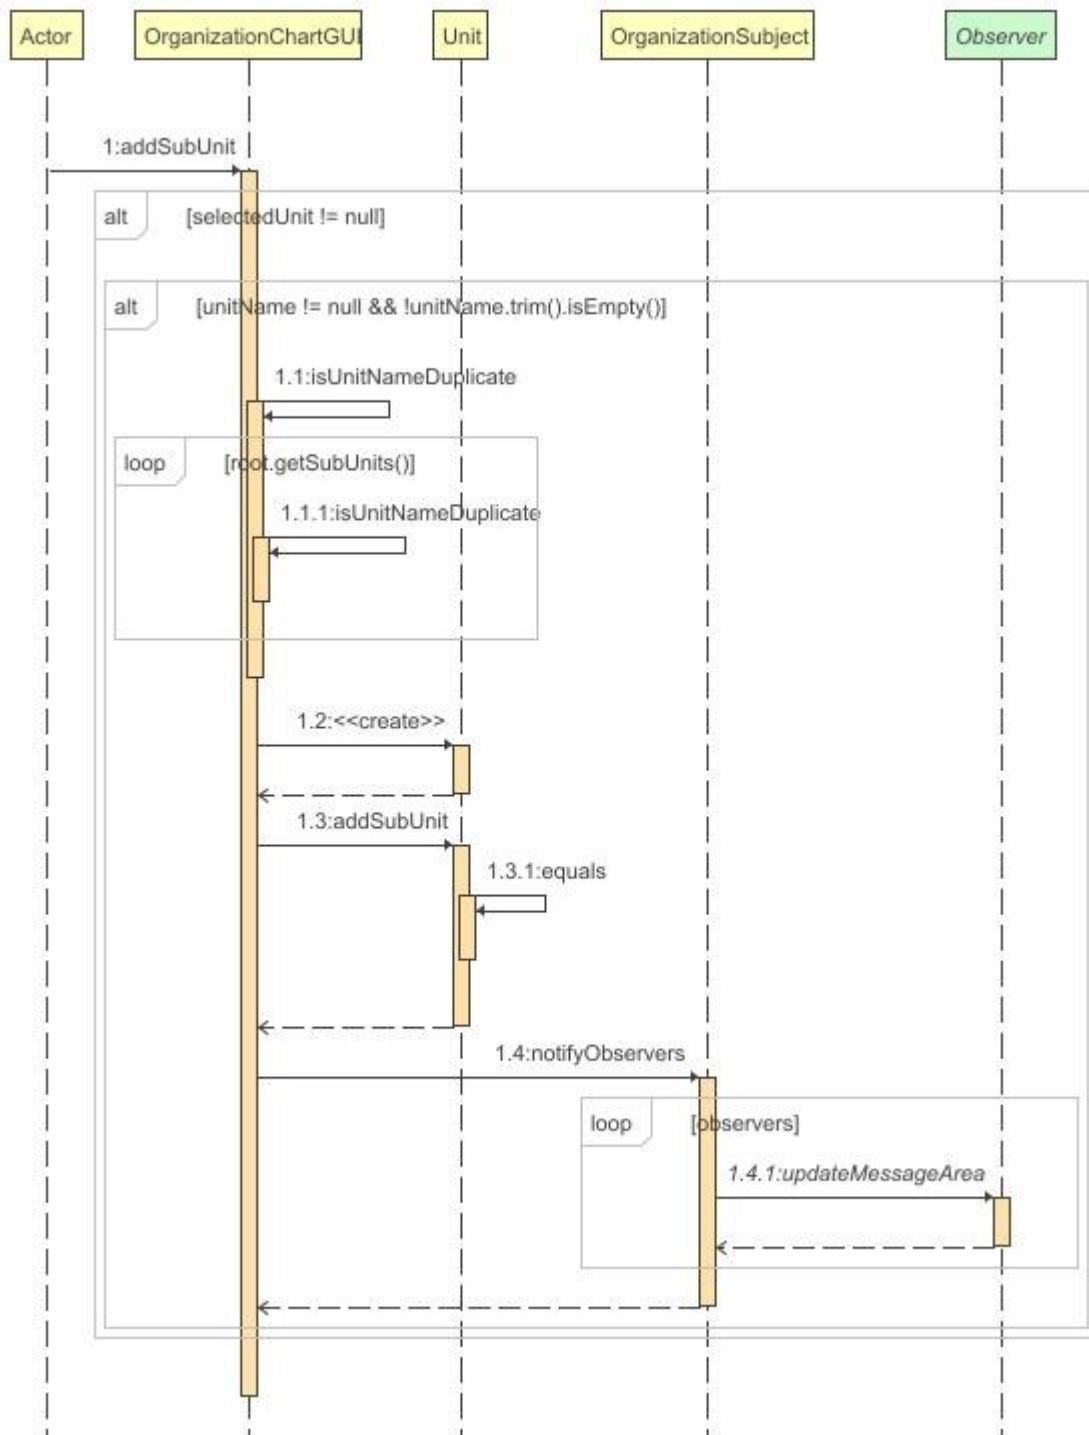 Actor
OrganizationChartGUI
Unit
OrganizationSubject
Observer
1:addSubUnit
alt
[selectedUnit != null]
alt
[unitName != null && !unitName.trim().isEmpty()]
1.1:isUnitNameDuplicate
loop
[root.getSubUnits()]
1.1.1:isUnitNameDuplicate
1.2:<<create>>
1.3:addSubUnit
1.3.1:equals
1.4:notifyObservers
loop
[observers]
1.4.1:updateMessageArea